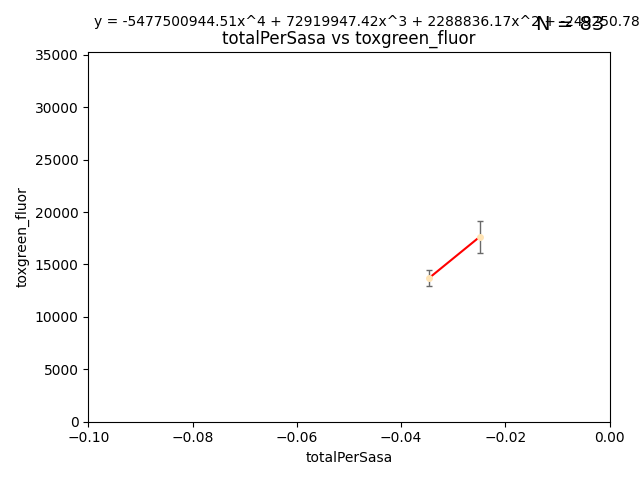 y = -5477500944.51x^4 + 72919947.42x^3 + 2288836.17x^2 +
N = 83
totalPerSasa vs toxgreen_fluor
35000
30000
25000
20000
15000
10000
5000
0
toxgreen_fluor
−0.10 −0.08 −0.06 −0.04 −0.02 0.00
totalPerSasa